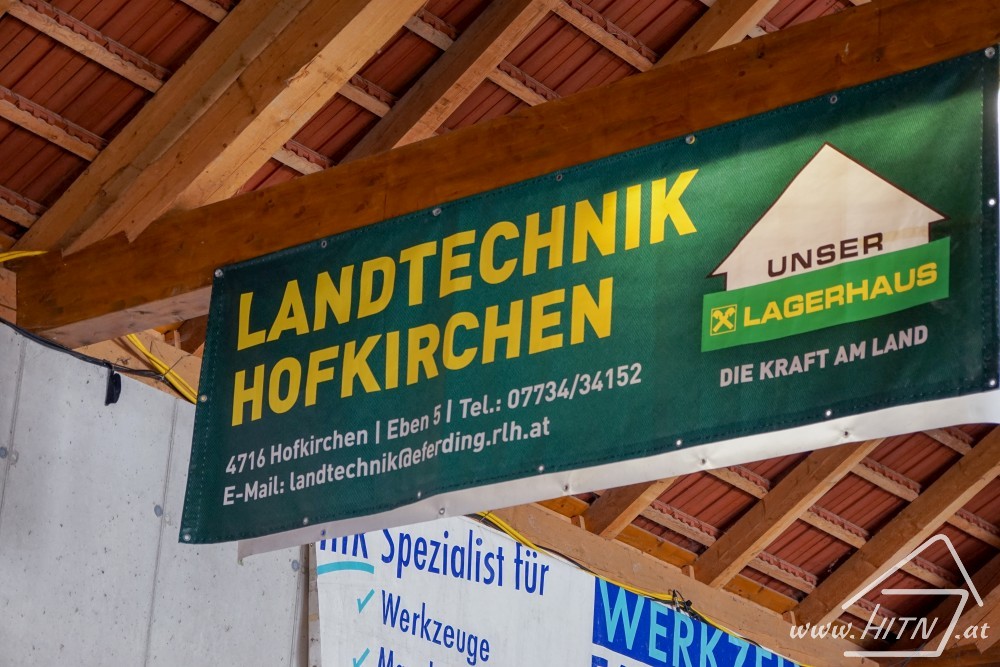 LANDTECHNIK
HOFKIRCHEN
4716 Hofkirchen | Eben 5 | Tel.: 07734/34152
E-Mail: landtechnik@eferding.rlh.at
UNSER
LAGERHAUS
DIE KRAFT AM LAND
Spezialist für
✓ Werkzeuge
www.HITN.at